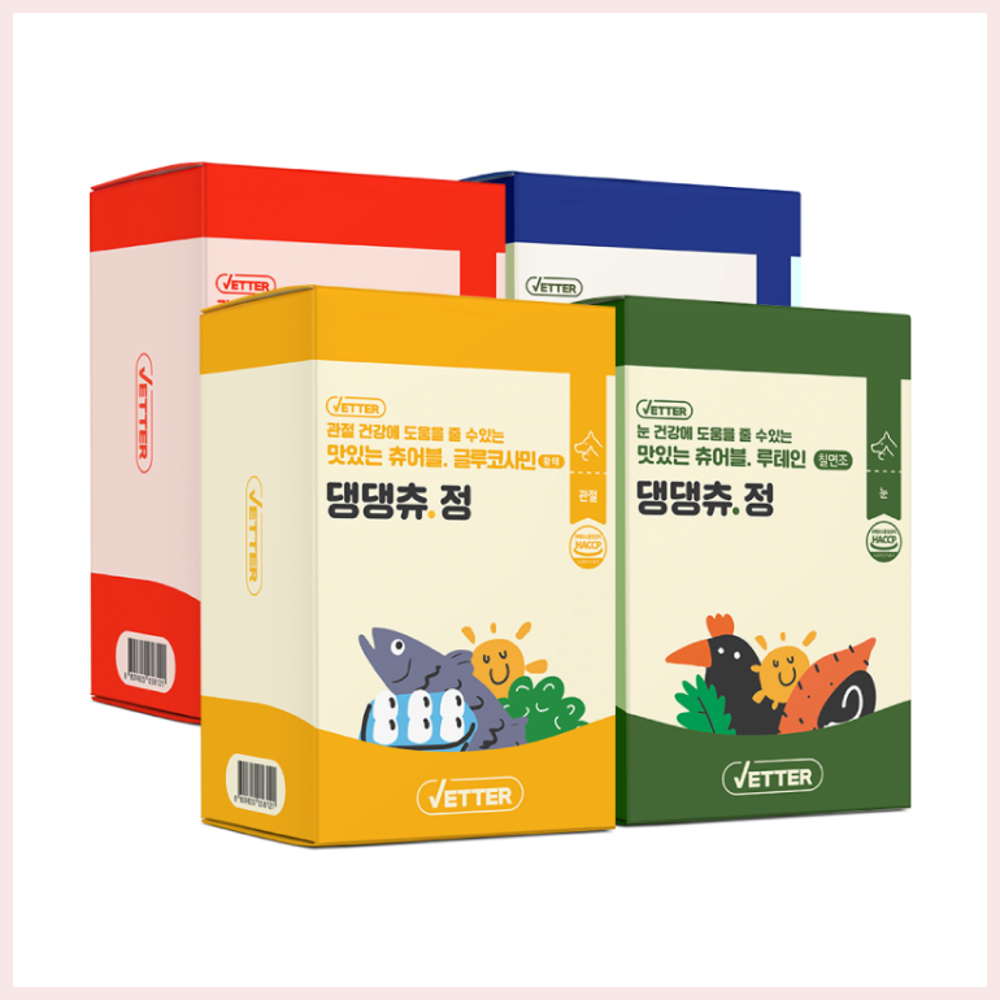 VETTER
VETTER
VETTER
VETTER
관절 건강에 도움을 줄 수있는
맛있는 츄어블. 글루코사민 황태
댕댕츄.정
관절
HACCP
VETTER
VETTER
VETTER
눈 건강에 도움을 줄 수있는
맛있는 츄어블. 루테인 칠면조
댕댕츄.정
눈
HACCP
VETTER